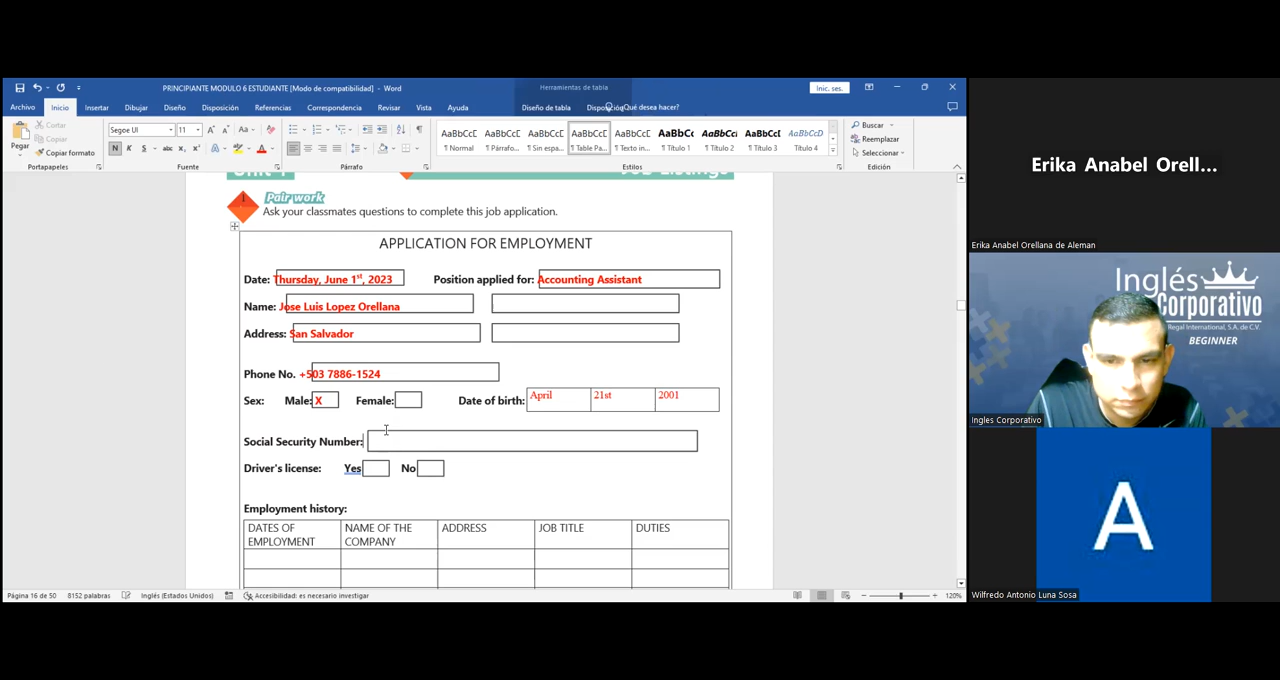 PRINCIPIANTE MODULO 6 ESTUDIANTE [Modo de compatibilidad] - Word
Herramientas de tabla
Inic. ses.
Archivo Inicio Insertar Dibujar Diseño Disposición Referencias Correspondencia Revisar Vista Ayuda Diseño de tabla Disposición ¿Qué desea hacer?
Pegar
Cortar
Copiar
Copiar formato
Segoe UI 11
N K S
AaBbCcD AaBbCcD AaBbCcD AaBbCcD AaBbCcD AaBbCc AaBbCc AaBbCcI AaBbCcD
¶ Normal ¶ Párrafo... ¶ Sin espa... ¶ Table Pa... ¶ Texto in... ¶ Título 1 ¶ Título 2 ¶ Título 3 Título 4
Buscar
Reemplazar
Seleccionar
Portapapeles Fuente Párrafo Estilos Edición
1
Pair work
Ask your classmates questions to complete this job application.
APPLICATION FOR EMPLOYMENT
Date: Thursday, June 1st, 2023 Position applied for: Accounting Assistant
Name: Jose Luis Lopez Orellana
Address: San Salvador
Phone No. +503 7886-1524
Sex: Male: X Female: Date of birth: April 21st 2001
Social Security Number:
Driver's license: Yes No
Employment history:
DATES OF EMPLOYMENT NAME OF THE COMPANY ADDRESS JOB TITLE DUTIES
Página 16 de 50 8152 palabras Inglés (Estados Unidos) Accesibilidad: es necesario investigar 120%
Erika Anabel Orell...
Erika Anabel Orellana de Aleman
Inglés
Corporativo
Regal International, S.A. de C.V.
BEGINNER
Ingles Corporativo
A
Wilfredo Antonio Luna Sosa